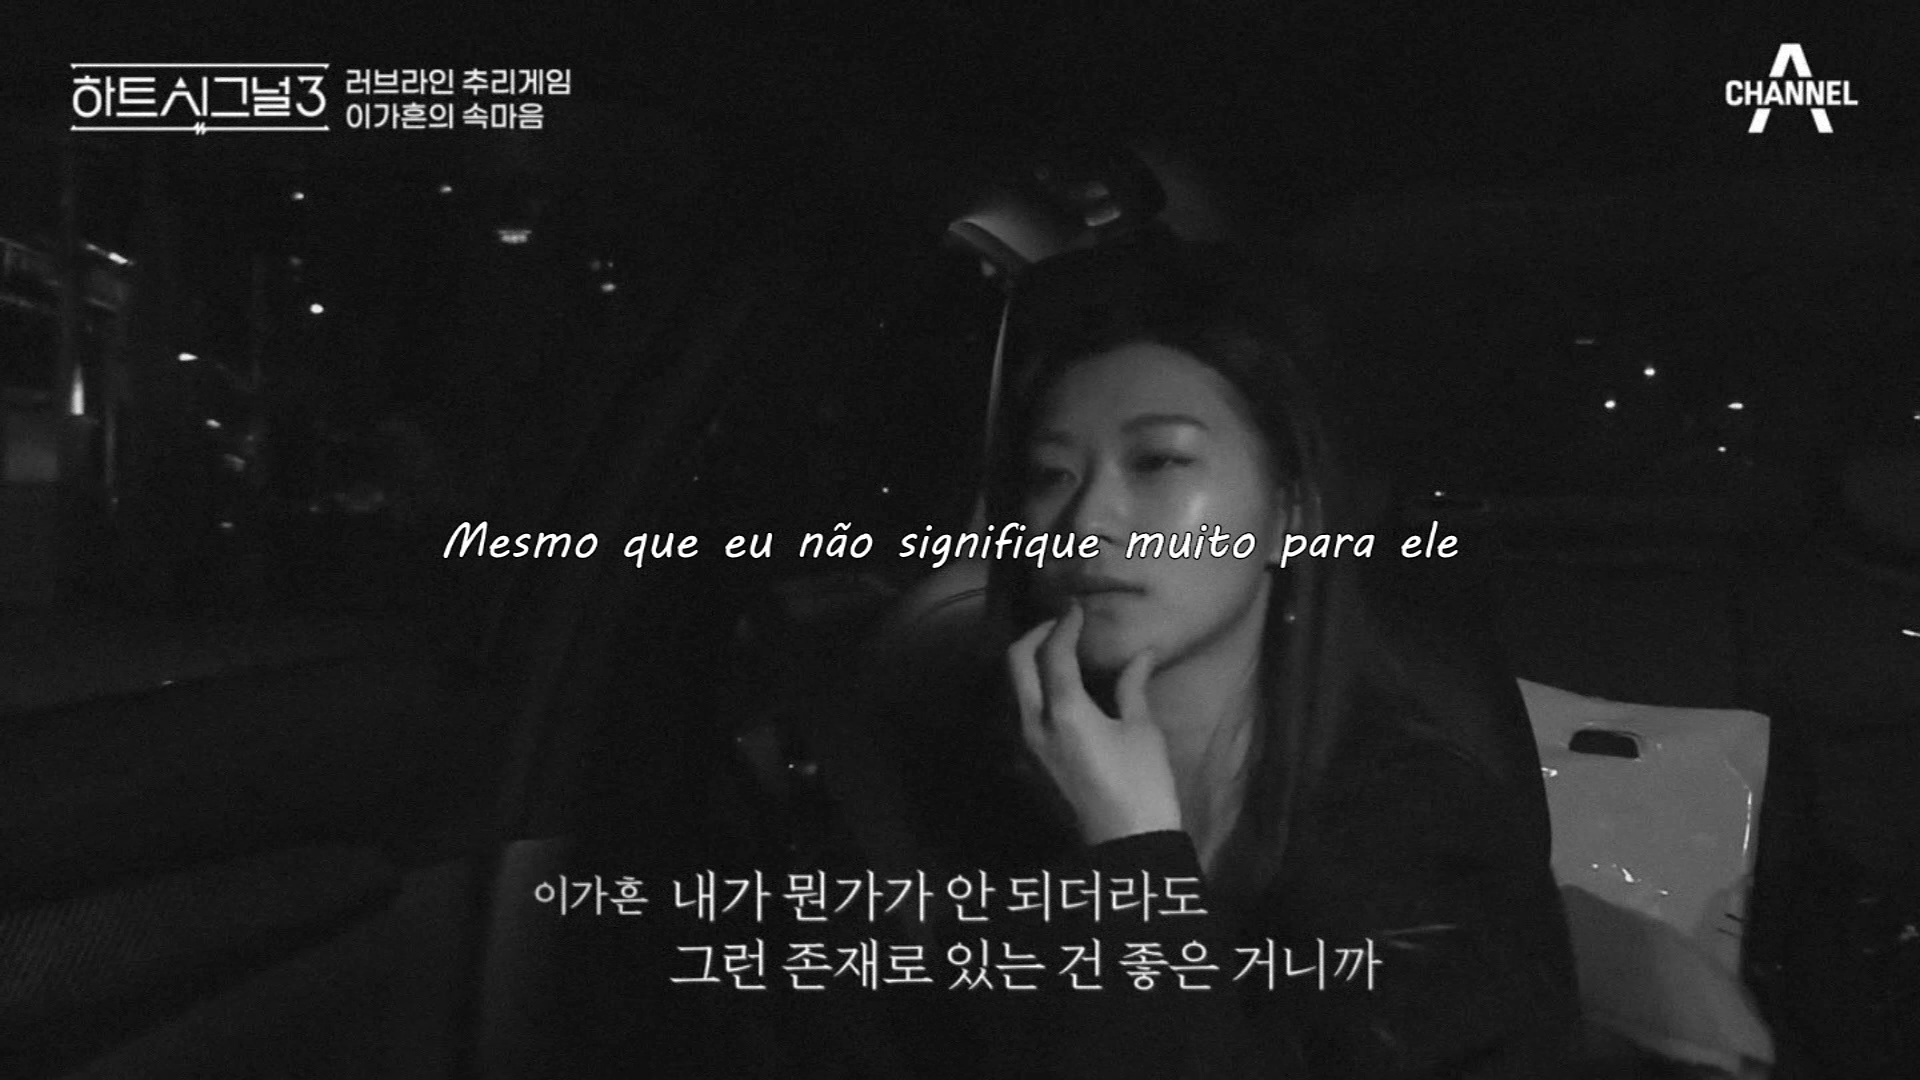 하트시그널3
러브라인 추리게임
이가흔의 속마음
CHANNEL A
Mesmo que eu não signifique muito para ele
이가흔 내가 뭔가가 안 되더라도
그런 존재로 있는 건 좋은 거니까